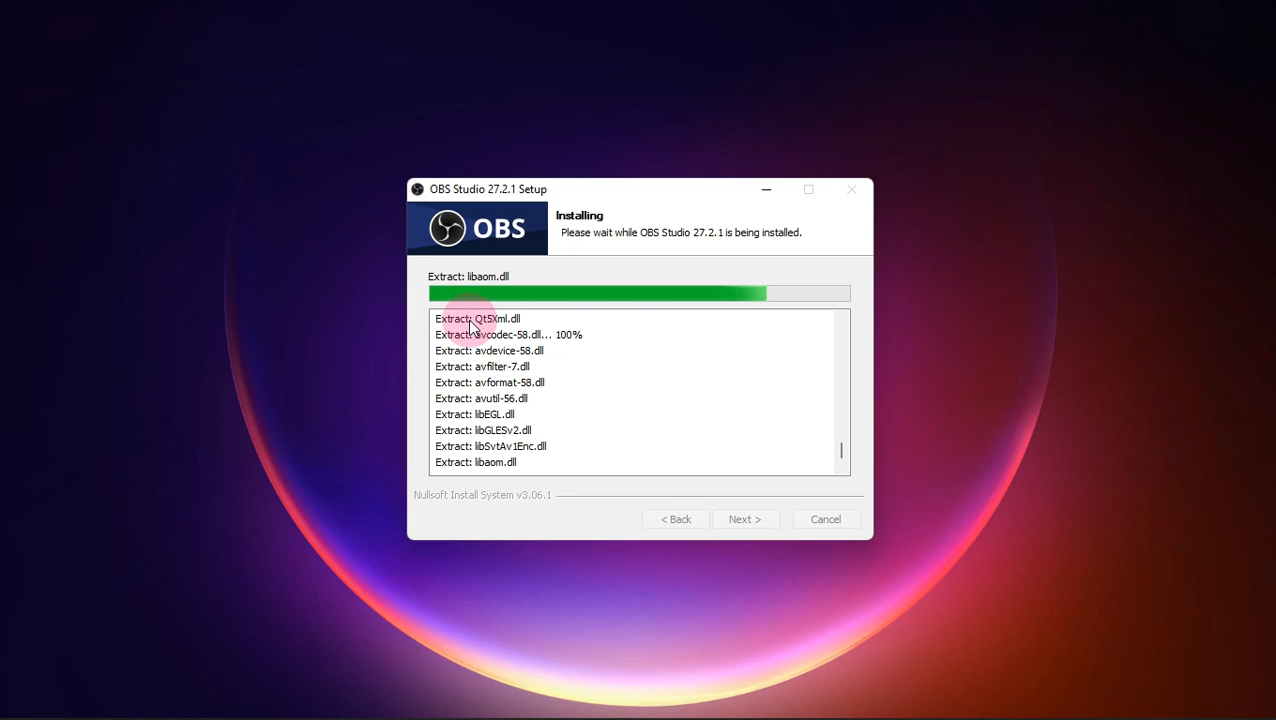 OBS Studio 27.2.1 Setup
OBS
Installing
Please wait while OBS Studio 27.2.1 is being installed.
Extract: libaom.dll
Extract: Qt5Xml.dll
Extract: avcodec-58.dll... 100%
Extract: avdevice-58.dll
Extract: avfilter-7.dll
Extract: avformat-58.dll
Extract: avutil-56.dll
Extract: libEGL.dll
Extract: libGLESv2.dll
Extract: libSvtAv1Enc.dll
Extract: libaom.dll
Nullsoft Install System v3.06.1
< Back Next > Cancel